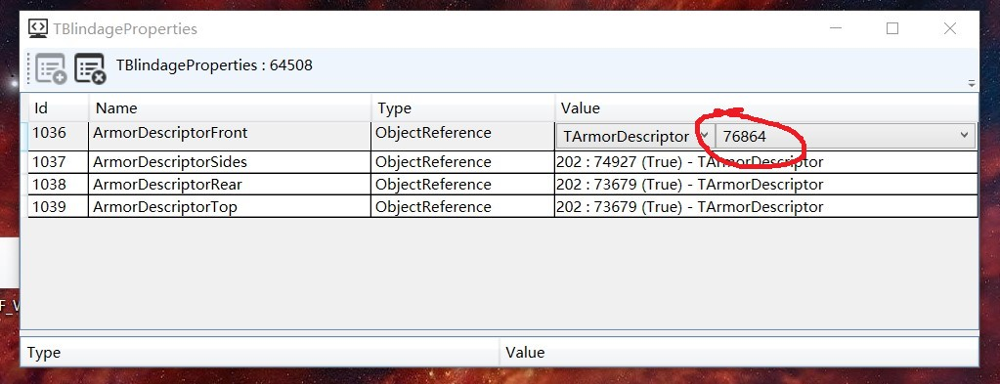 TBlindageProperties
TBlindageProperties : 64508
Id Name Type Value
1036 ArmorDescriptorFront ObjectReference TArmorDescriptor 76864
1037 ArmorDescriptorSides ObjectReference 202 : 74927 (True) - TArmorDescriptor
1038 ArmorDescriptorRear ObjectReference 202 : 73679 (True) - TArmorDescriptor
1039 ArmorDescriptorTop ObjectReference 202 : 73679 (True) - TArmorDescriptor
Type Value